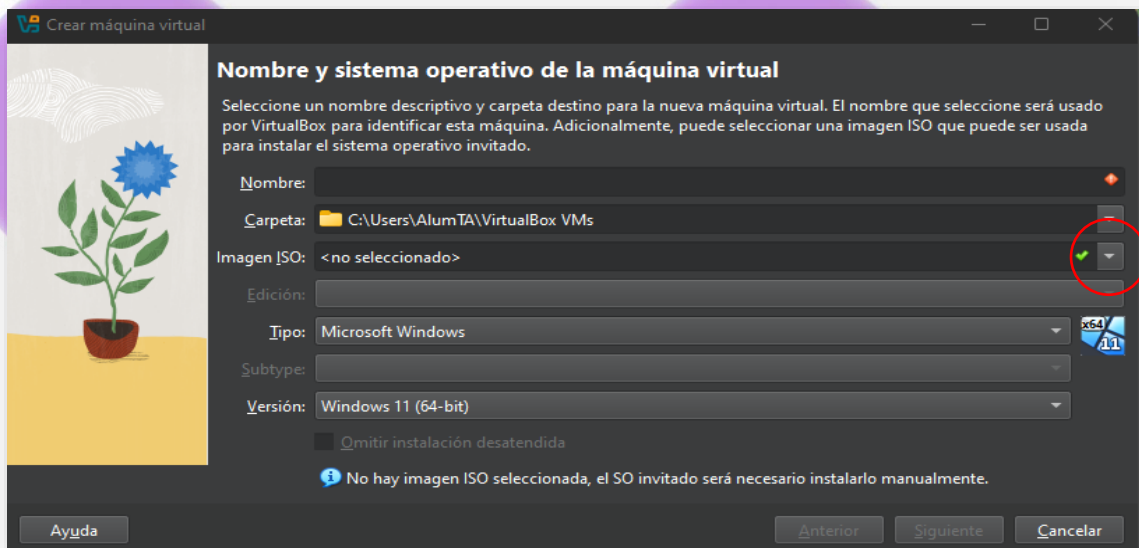 Crear máquina virtual
Nombre y sistema operativo de la máquina virtual
Seleccione un nombre descriptivo y carpeta destino para la nueva máquina virtual. El nombre que seleccione será usado
por VirtualBox para identificar esta máquina. Adicionalmente, puede seleccionar una imagen ISO que puede ser usada
para instalar el sistema operativo invitado.
Nombre:
Carpeta: C:\Users\AlumTA\VirtualBox VMs
Imagen ISO: <no seleccionado>
Edición:
Tipo: Microsoft Windows
x64
11
Subtype:
Versión: Windows 11 (64-bit)
Omitir instalación desatendida
No hay imagen ISO seleccionada, el SO invitado será necesario instalarlo manualmente.
Ayuda Anterior Siguiente Cancelar